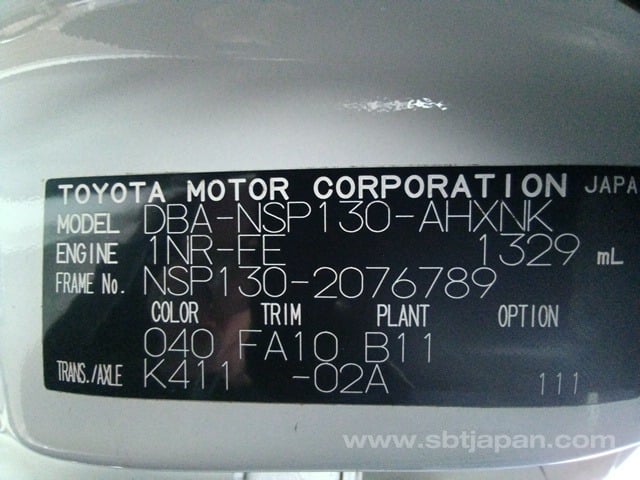 TOYOTA MOTOR CORPORATION JAPA
MODEL DBA-NSP130-AHXNK
ENGINE 1NR-FE 1329 mL
FRAME No. NSP130-2076789
COLOR TRIM PLANT OPTION
040 FA10 B11
TRANS./AXLE K411 -02A 111
www.sbtjapan.com